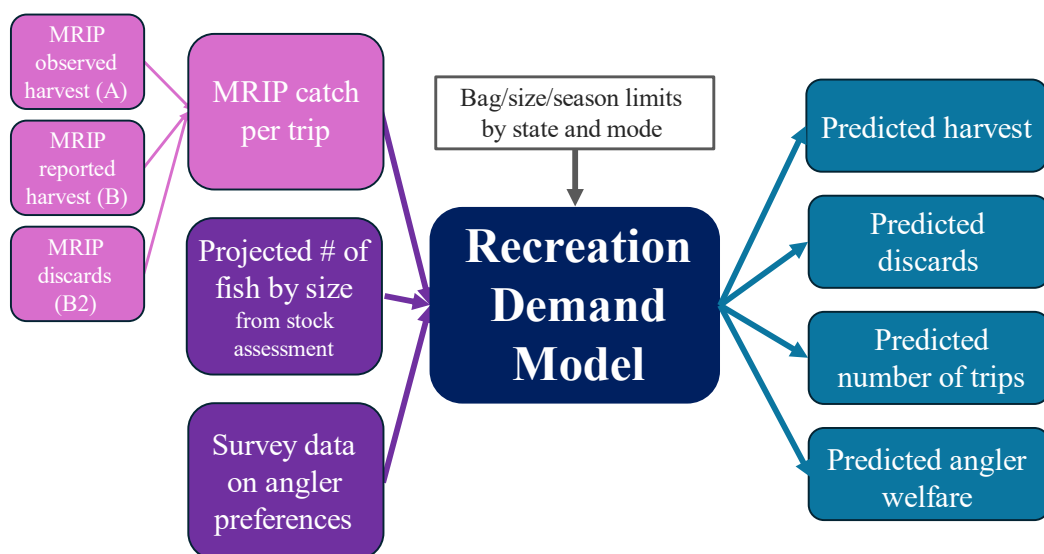 MRIP
observed
harvest (A)
MRIP
reported
harvest (B)
MRIP
discards
(B2)
MRIP catch
per trip
Projected # of
fish by size
from stock
assessment
Survey data
on angler
preferences
Bag/size/season limits
by state and mode
Recreation
Demand
Model
Predicted harvest
Predicted
discards
Predicted
number of trips
Predicted angler
welfare